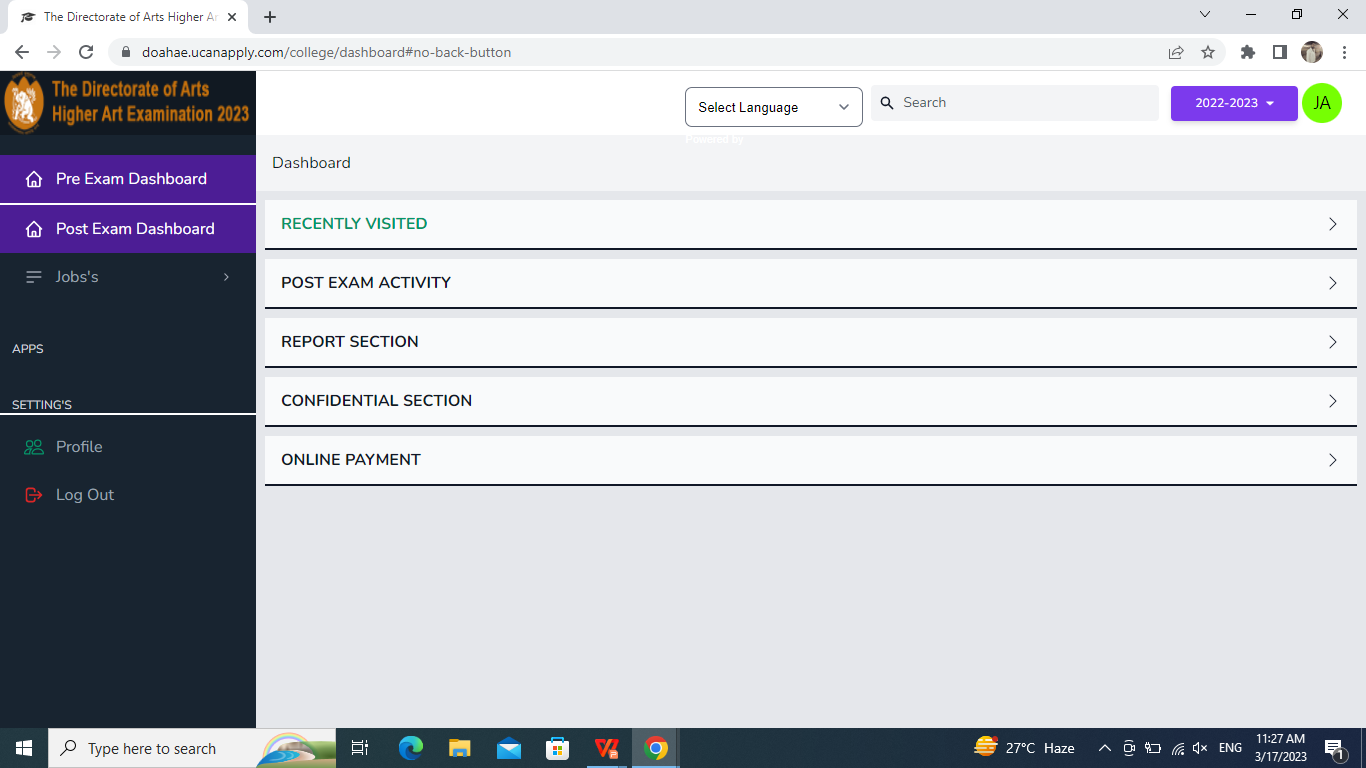 The Directorate of Arts Higher Ar
doahae.ucanapply.com/college/dashboard#no-back-button
The Directorate of Arts
Higher Art Examination 2023
Select Language
Search
2022-2023
JA
Powered by
Dashboard
Pre Exam Dashboard
Post Exam Dashboard
Jobs's
APPS
SETTING'S
Profile
Log Out
RECENTLY VISITED
POST EXAM ACTIVITY
REPORT SECTION
CONFIDENTIAL SECTION
ONLINE PAYMENT
Type here to search
27°C Haze
ENG
11:27 AM
3/17/2023
1